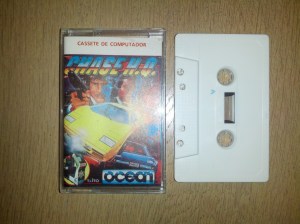 CASSETE DE COMPUTADOR
CHASE H.Q.
ocean